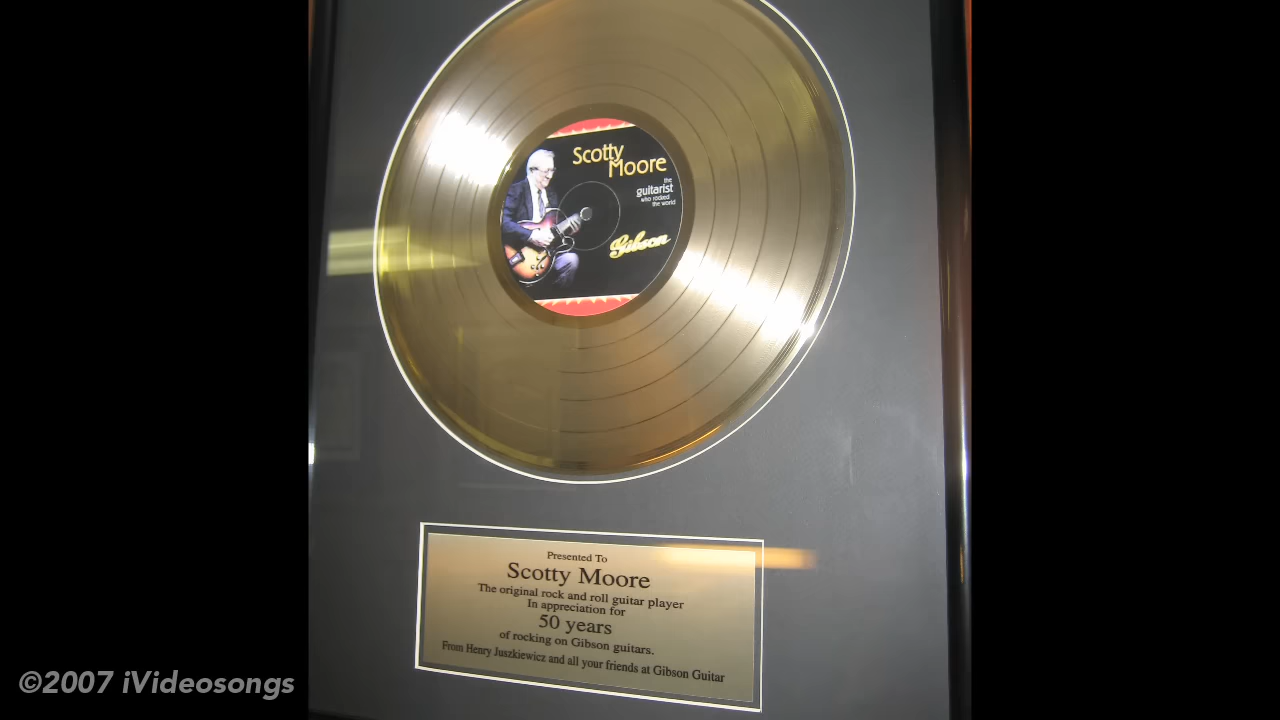 Scotty
Moore
the
guitarist
who rocked
the world
Gibson
Presented To
Scotty Moore
The original rock and roll guitar player
In appreciation for
50 years
of rocking on Gibson guitars.
From Henry Juszkiewicz and all your friends at Gibson Guitar
©2007 iVideosongs